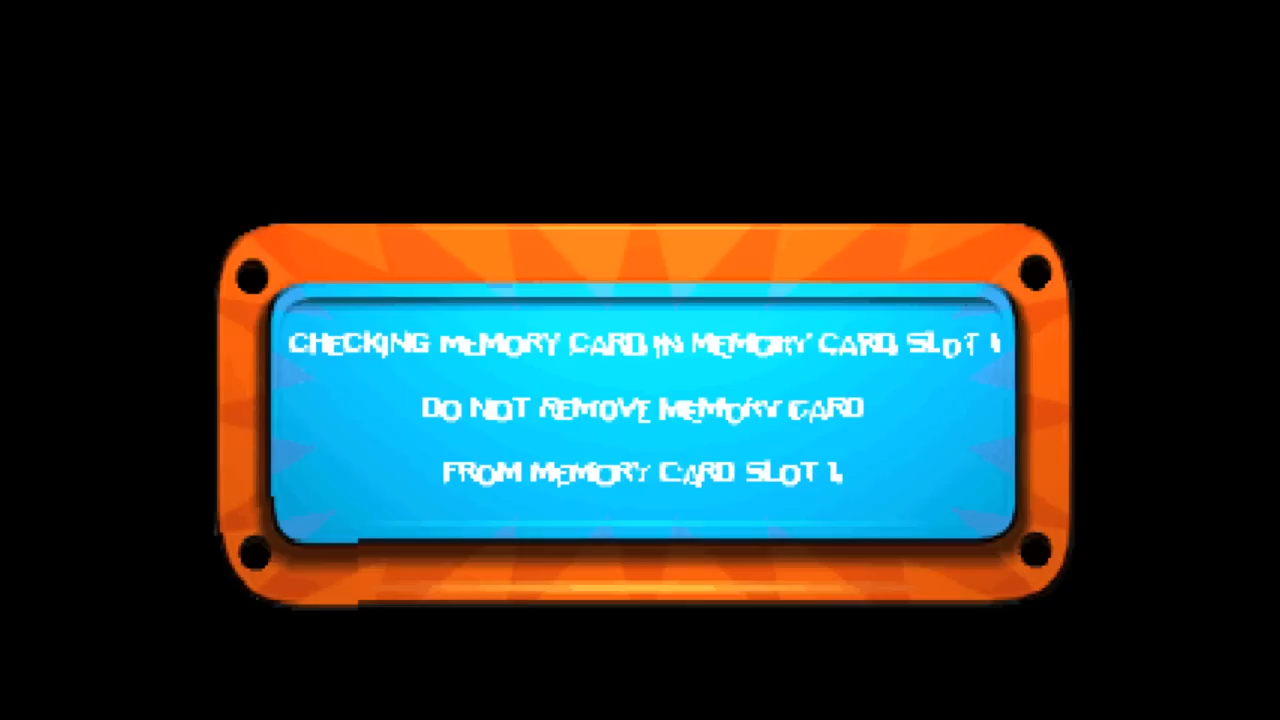 CHECKING MEMORY CARD IN MEMORY CARD SLOT 1.
DO NOT REMOVE MEMORY CARD
FROM MEMORY CARD SLOT 1.